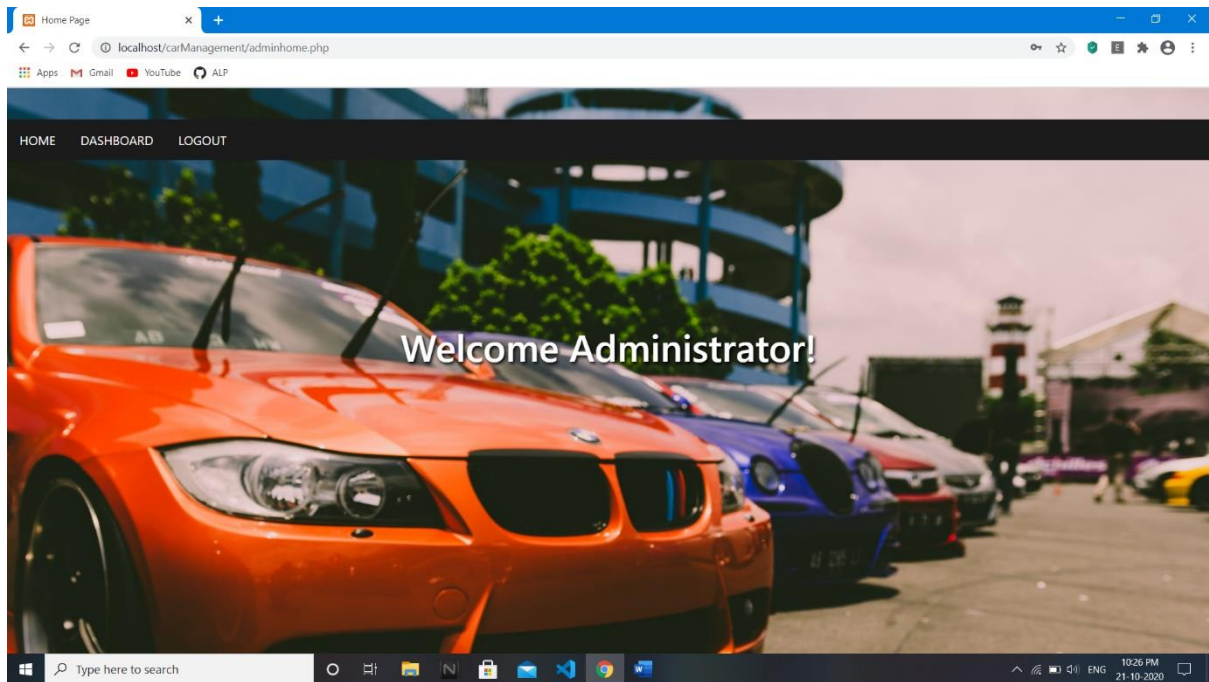 Home Page
localhost/carManagement/adminhome.php
Apps Gmail YouTube ALP
HOME DASHBOARD LOGOUT
Welcome Administrator!
Type here to search
ENG
10:26 PM
21-10-2020